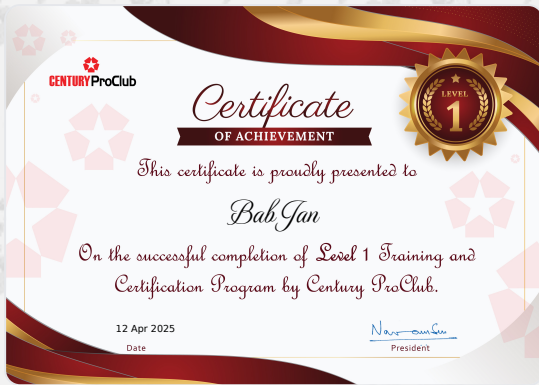 CENTURY ProClub
LEVEL
1
Certificate
OF ACHIEVEMENT
This certificate is proudly presented to
Bab Jan
On the successful completion of Level 1 Training and
Certification Program by Century ProClub.
12 Apr 2025
Date
President